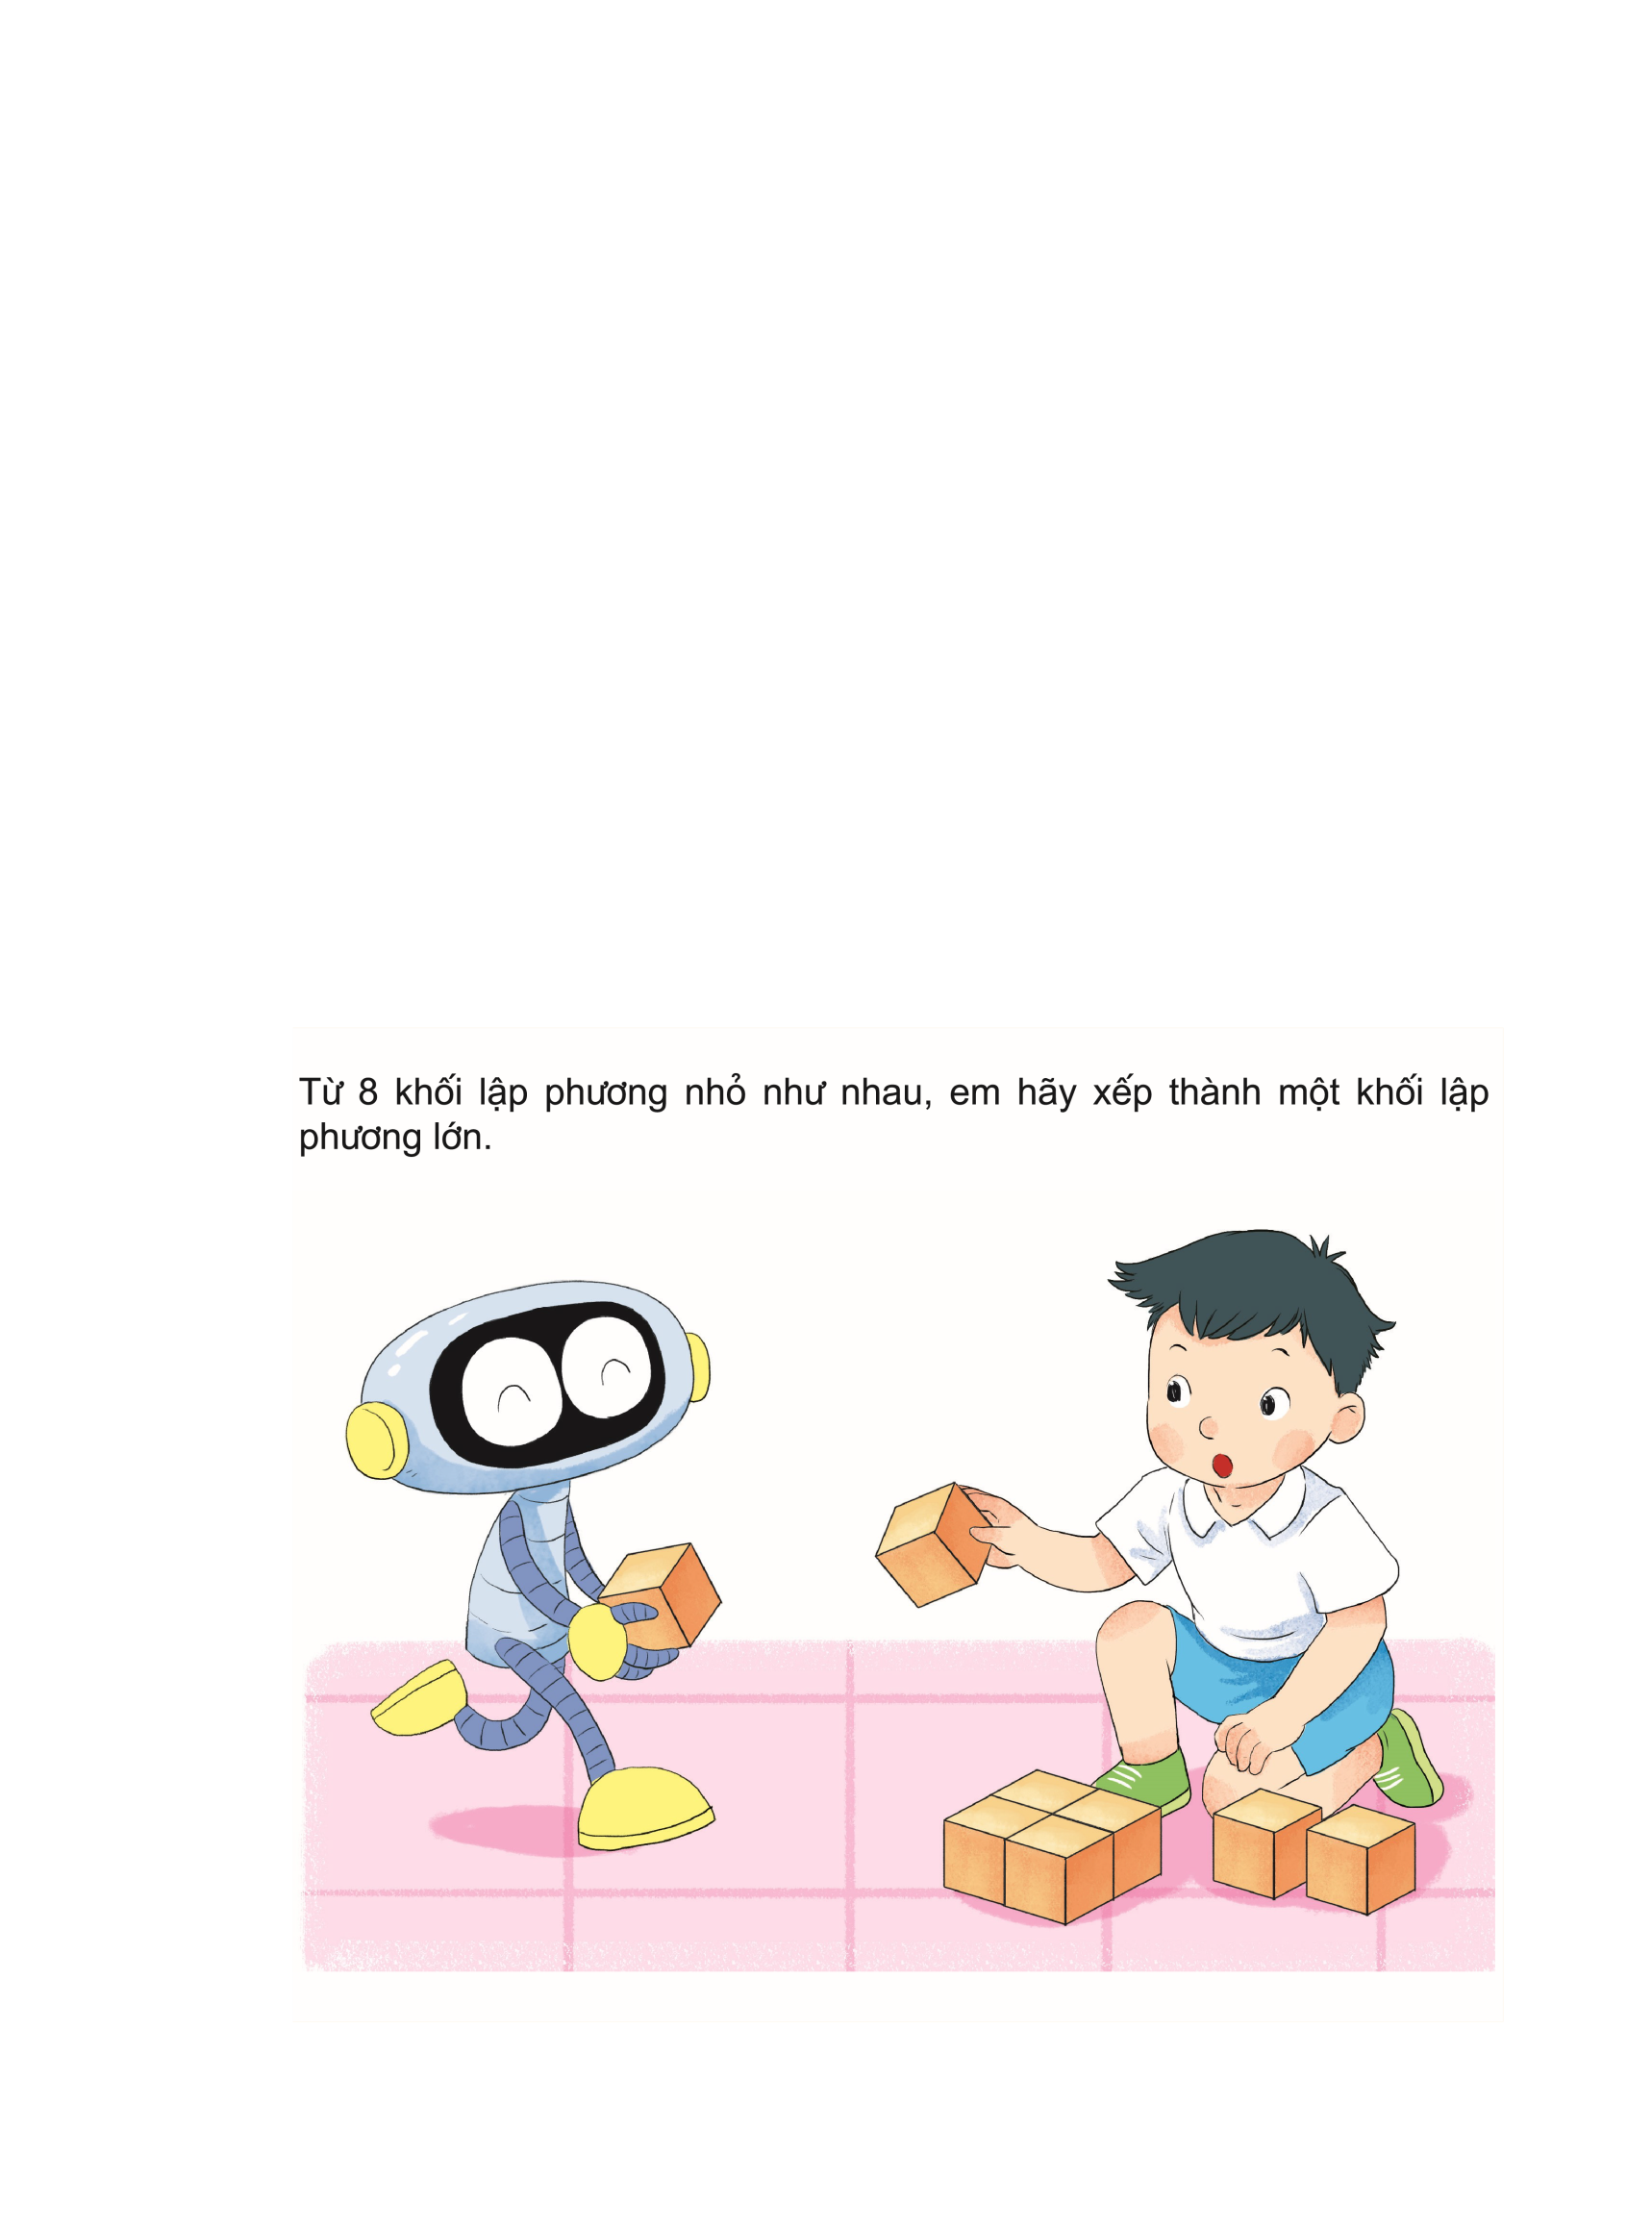 Từ 8 khối lập phương nhỏ như nhau, em hãy xếp thành một khối lập
phương lớn.